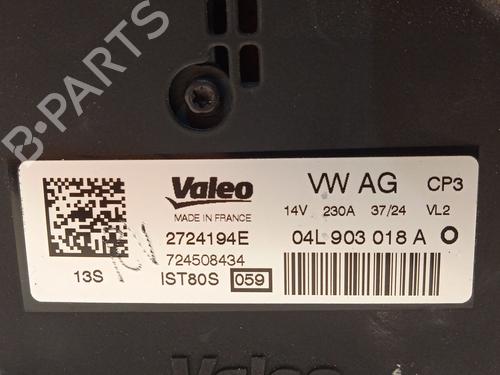 B-PARTS
Valeo
MADE IN FRANCE
2724194E
724508434
IST80S 059
13S
VW AG CP3
14V 230A 37/24 VL2
04L 903 018 A O
Valeo